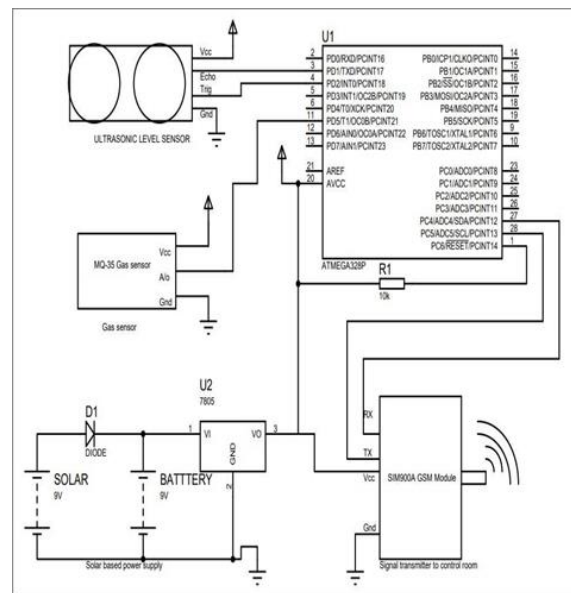 U1
2 PD0/RXD/PCINT16 PB0/ICP1/CLKO/PCINT0 14
3 PD1/TXD/PCINT17 PB1/OC1A/PCINT1 15
4 PD2/INT0/PCINT18 PB2/SS/OC1B/PCINT2 16
5 PD3/INT1/OC2B/PCINT19 PB3/MOSI/OC2A/PCINT3 17
6 PD4/T0/XCK/PCINT20 PB4/MISO/PCINT4 18
11 PD5/T1/OC0B/PCINT21 PB5/SCK/PCINT5 19
12 PD6/AIN0/OC0A/PCINT22 PB6/TOSC1/XTAL1/PCINT6 9
13 PD7/AIN1/PCINT23 PB7/TOSC2/XTAL2/PCINT7 10
21 AREF PC0/ADC0/PCINT8 23
20 AVCC PC1/ADC1/PCINT9 24
PC2/ADC2/PCINT10 25
PC3/ADC3/PCINT11 26
PC4/ADC4/SDA/PCINT12 27
PC5/ADC5/SCL/PCINT13 28
PC6/RESET/PCINT14 1
ATMEGA328P
Vcc
Echo
Trig
Gnd
ULTRASONIC LEVEL SENSOR
Vcc
MQ-35 Gas sensor
A/o
Gnd
Gas sensor
R1
10k
U2
7805
1 VI VO 3
GND
2
D1
DIODE
SOLAR
9V
BATTTERY
9V
Solar based power supply
RX
TX
Vcc
SIM900A GSM Module
Gnd
Signal transmitter to control room